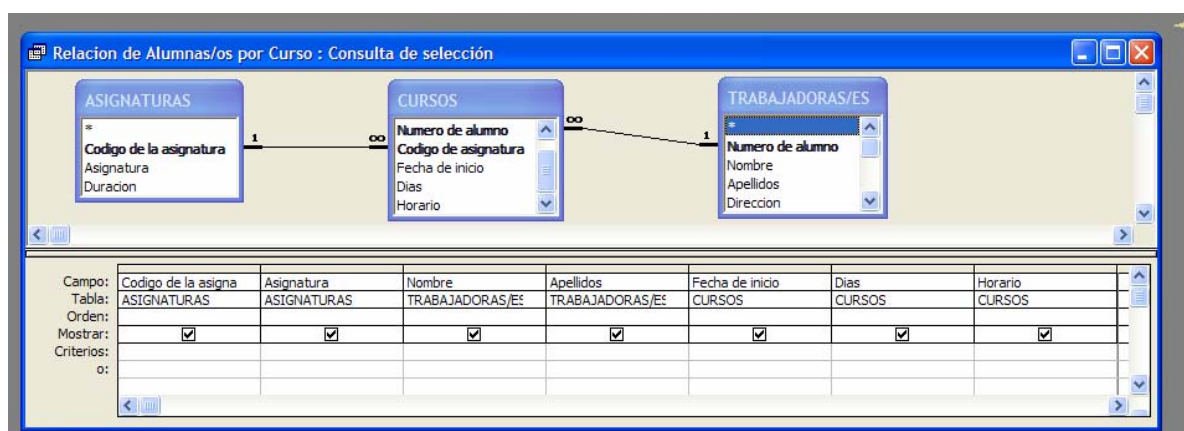 Relacion de Alumnas/os por Curso : Consulta de selección
ASIGNATURAS
*
Codigo de la asignatura
Asignatura
Duracion
1
∞
CURSOS
Numero de alumno
Codigo de asignatura
Fecha de inicio
Dias
Horario
∞
1
TRABAJADORAS/ES
*
Numero de alumno
Nombre
Apellidos
Direccion
Campo: Codigo de la asigna Asignatura Nombre Apellidos Fecha de inicio Dias Horario
Tabla: ASIGNATURAS ASIGNATURAS TRABAJADORAS/ES TRABAJADORAS/ES CURSOS CURSOS CURSOS
Orden:
Mostrar:
Criterios:
o: